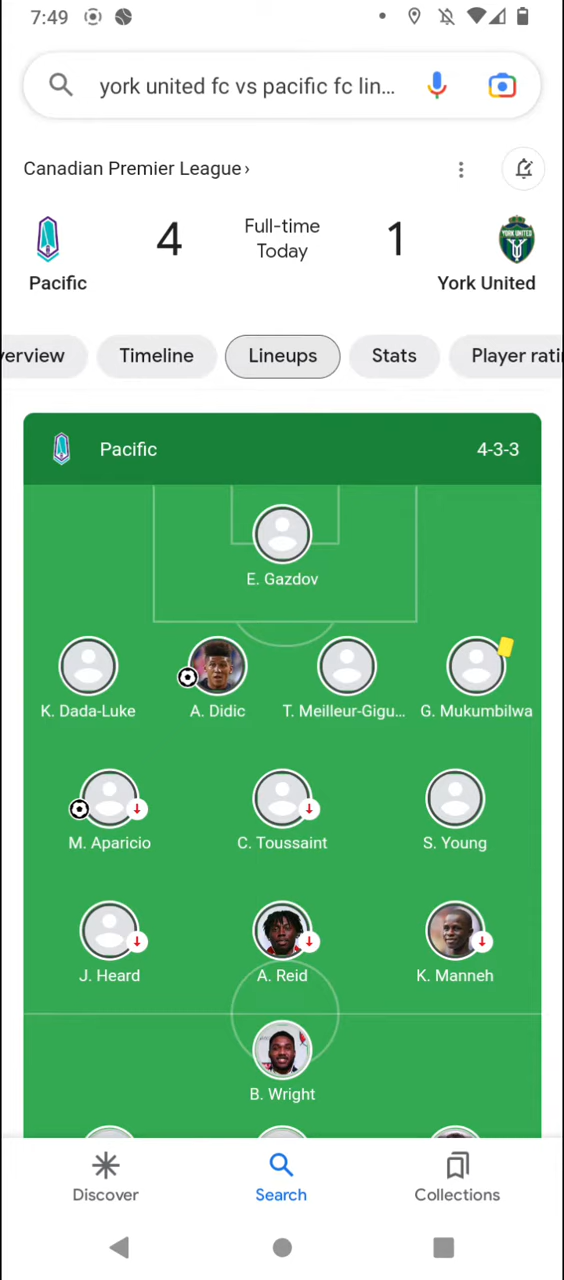 7:49
york united fc vs pacific fc lin...
Canadian Premier League ›
4 Full-time 1
Today
Pacific York United
verview Timeline Lineups Stats Player rati
Pacific 4-3-3
E. Gazdov
K. Dada-Luke A. Didic T. Meilleur-Gigu... G. Mukumbilwa
M. Aparicio C. Toussaint S. Young
J. Heard A. Reid K. Manneh
B. Wright
Discover Search Collections